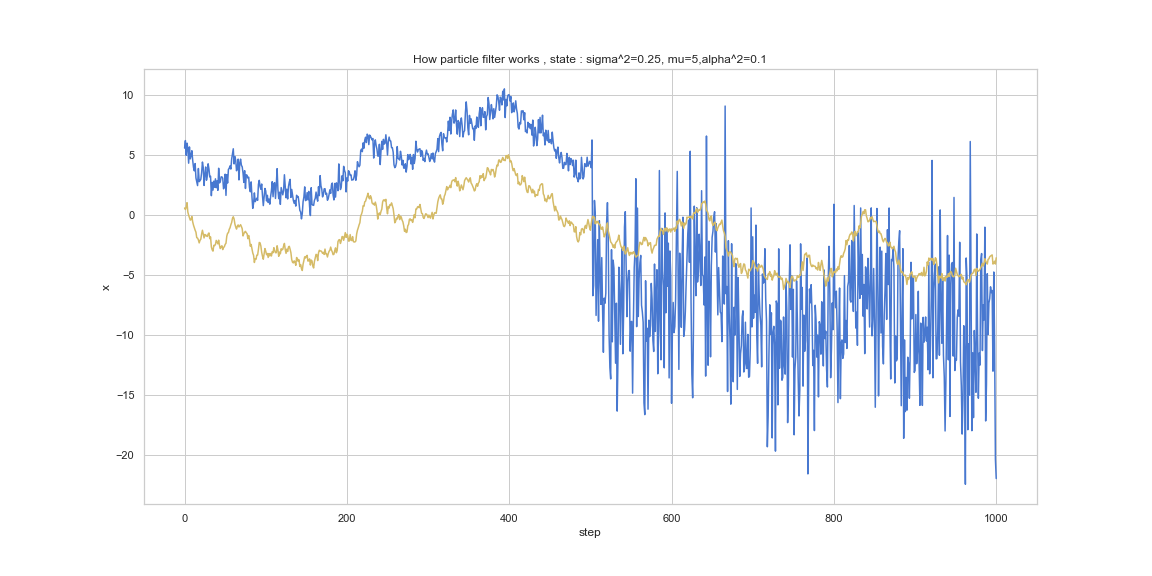 How particle filter works , state : sigma^2=0.25, mu=5,alpha^2=0.1
10
5
0
−5
−10
−15
−20
x
0 200 400 600 800 1000
step